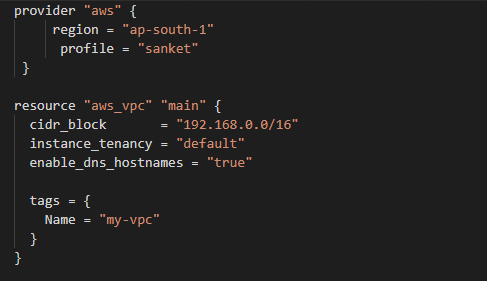 provider "aws" {
region = "ap-south-1"
profile = "sanket"
}
resource "aws_vpc" "main" {
cidr_block = "192.168.0.0/16"
instance_tenancy = "default"
enable_dns_hostnames = "true"
tags = {
Name = "my-vpc"
}
}